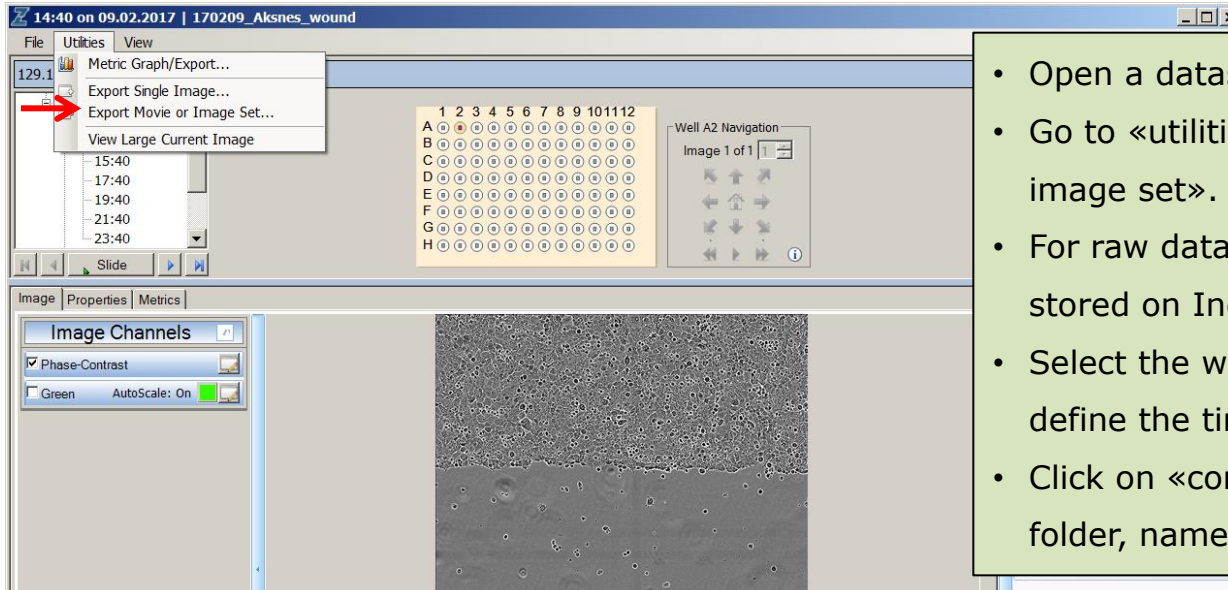 14:40 on 09.02.2017 | 170209_Aksnes_wound
File Utilities View
Metric Graph/Export...
Export Single Image...
Export Movie or Image Set...
View Large Current Image
129.1
15:40
17:40
19:40
21:40
23:40
Slide
1 2 3 4 5 6 7 8 9 10 11 12
A
B
C
D
E
F
G
H
Well A2 Navigation
Image 1 of 1 1
Image Properties Metrics
Image Channels
Phase-Contrast
Green AutoScale: On
• Open a data
• Go to «utiliti
image set».
• For raw data
stored on In
• Select the w
define the ti
• Click on «co
folder, name